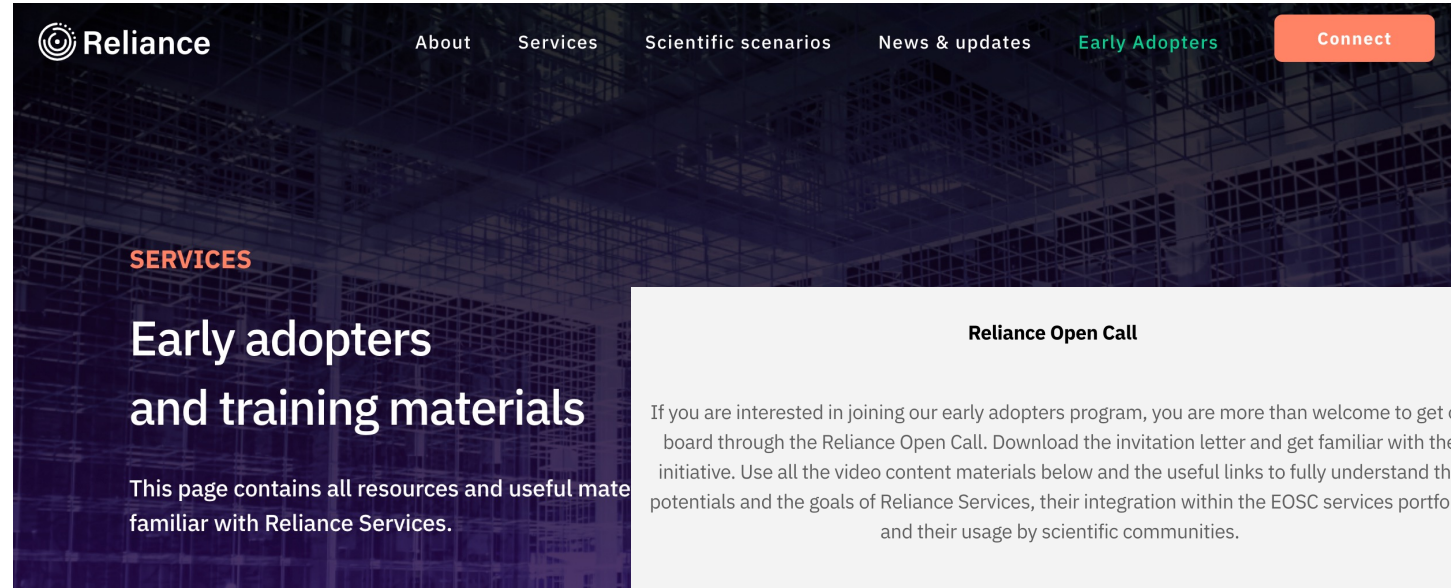 Reliance
About Services Scientific scenarios News & updates Early Adopters Connect
SERVICES
Early adopters
and training materials
This page contains all resources and useful
familiar with Reliance Services.
Reliance Open Call
If you are interested in joining our early adopters program, you are more than welcome to get
board through the Reliance Open Call. Download the invitation letter and get familiar with the
initiative. Use all the video content materials below and the useful links to fully understand
potentials and the goals of Reliance Services, their integration within the EOSC services
and their usage by scientific communities.